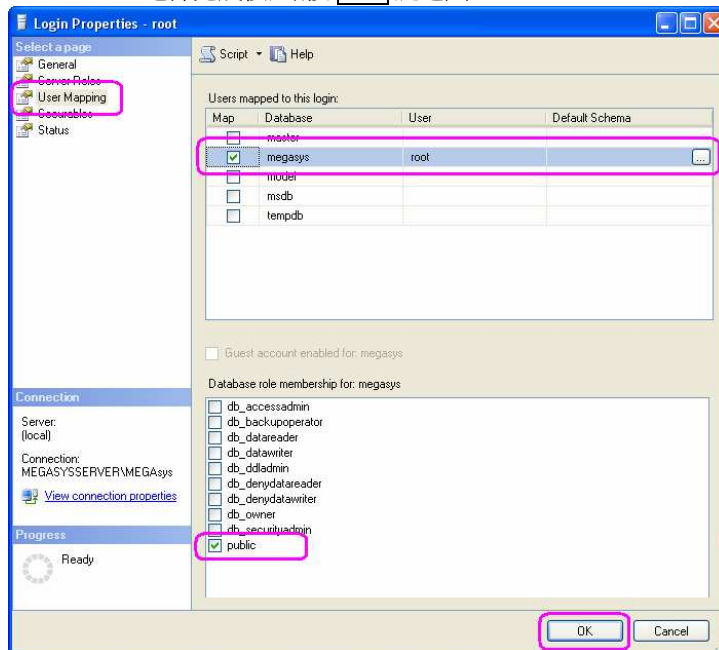 Login Properties - root
Select a page
General
Server Roles
User Mapping
Securables
Status
Script
Help
Users mapped to this login:
Map Database User Default Schema
master
megasys root ...
model
msdb
tempdb
Guest account enabled for: megasys
Database role membership for: megasys
db_accessadmin
db_backupoperator
db_datareader
db_datawriter
db_ddladmin
db_denydatareader
db_denydatawriter
db_owner
db_securityadmin
public
Connection
Server:
(local)
Connection:
MEGASYSSERVER\MEGAsys
View connection properties
Progress
Ready
OK Cancel